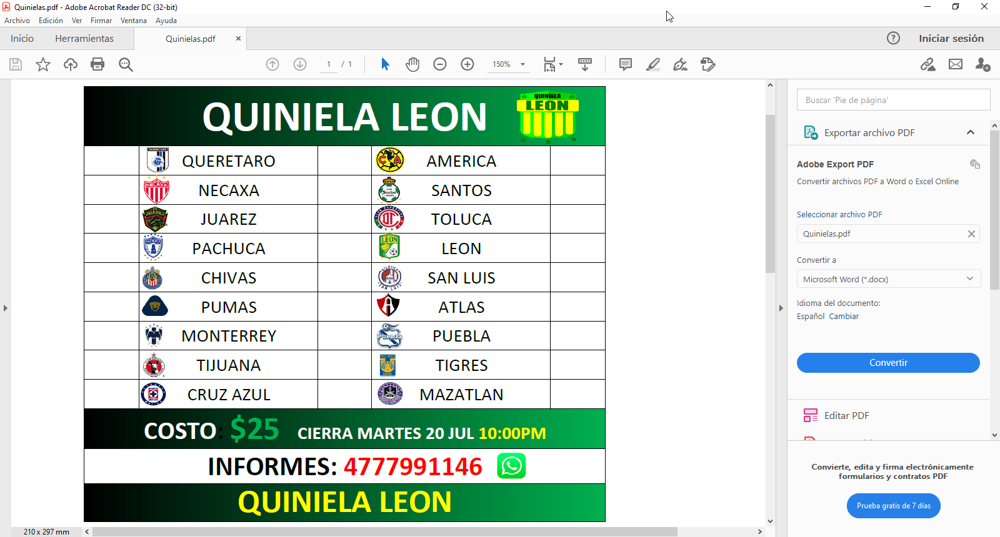 Quinielas.pdf - Adobe Acrobat Reader DC (32-bit)
Archivo Edición Ver Firmar Ventana Ayuda
Inicio Herramientas Quinielas.pdf Iniciar sesión
1 / 1 150%
QUINIELA LEON
QUINIELA
LEON
QUERETARO AMERICA
NECAXA SANTOS
JUAREZ TOLUCA
PACHUCA LEON
CHIVAS SAN LUIS
PUMAS ATLAS
MONTERREY PUEBLA
TIJUANA TIGRES
CRUZ AZUL MAZATLAN
COSTO: $25 CIERRA MARTES 20 JUL 10:00PM
INFORMES: 4777991146
QUINIELA LEON
210 x 297 mm
Buscar 'Pie de página'
Exportar archivo PDF
Adobe Export PDF
Convertir archivos PDF a Word o Excel Online
Seleccionar archivo PDF
Quinielas.pdf
Convertir a
Microsoft Word (*.docx)
Idioma del documento:
Español Cambiar
Convertir
Editar PDF
Convierte, edita y firma electrónicamente
formularios y contratos PDF
Prueba gratis de 7 días